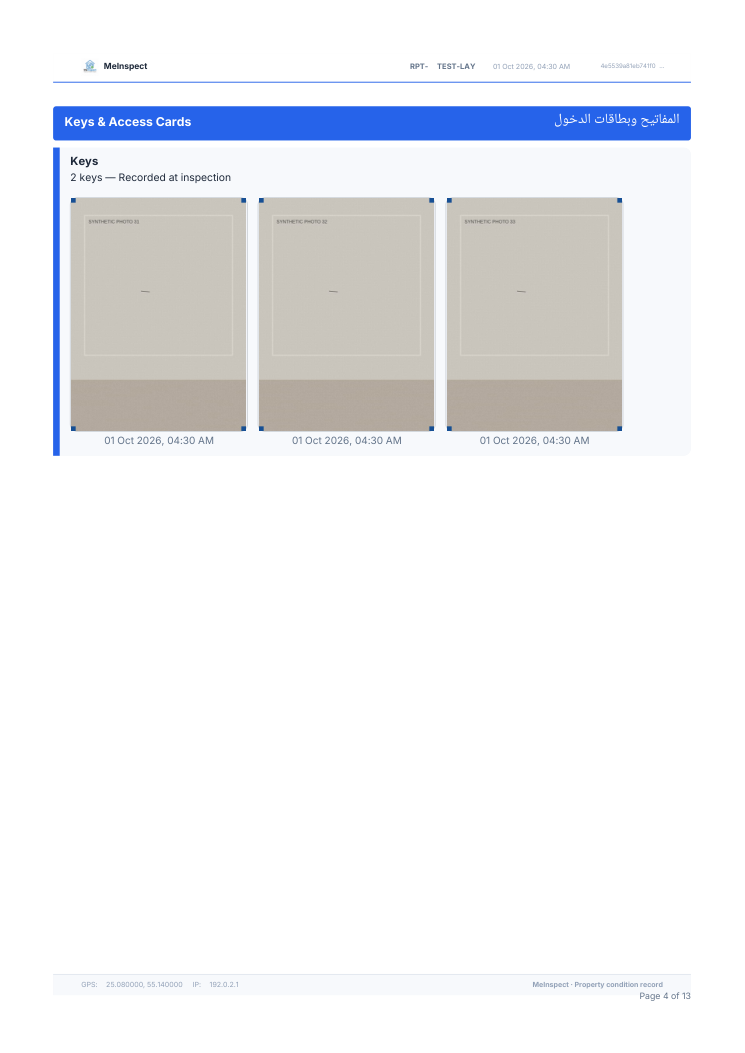 MeInspect
RPT- TEST-LAY 01 Oct 2026, 04:30 AM 4e5539a81eb741f0 ...
Keys & Access Cards
المفاتيح وبطاقات الدخول
Keys
2 keys — Recorded at inspection
SYNTHETIC PHOTO 01 SYNTHETIC PHOTO 02 SYNTHETIC PHOTO 03
01 Oct 2026, 04:30 AM 01 Oct 2026, 04:30 AM 01 Oct 2026, 04:30 AM
GPS: 25.080000, 55.140000 IP: 192.0.2.1
MeInspect · Property condition record
Page 4 of 13